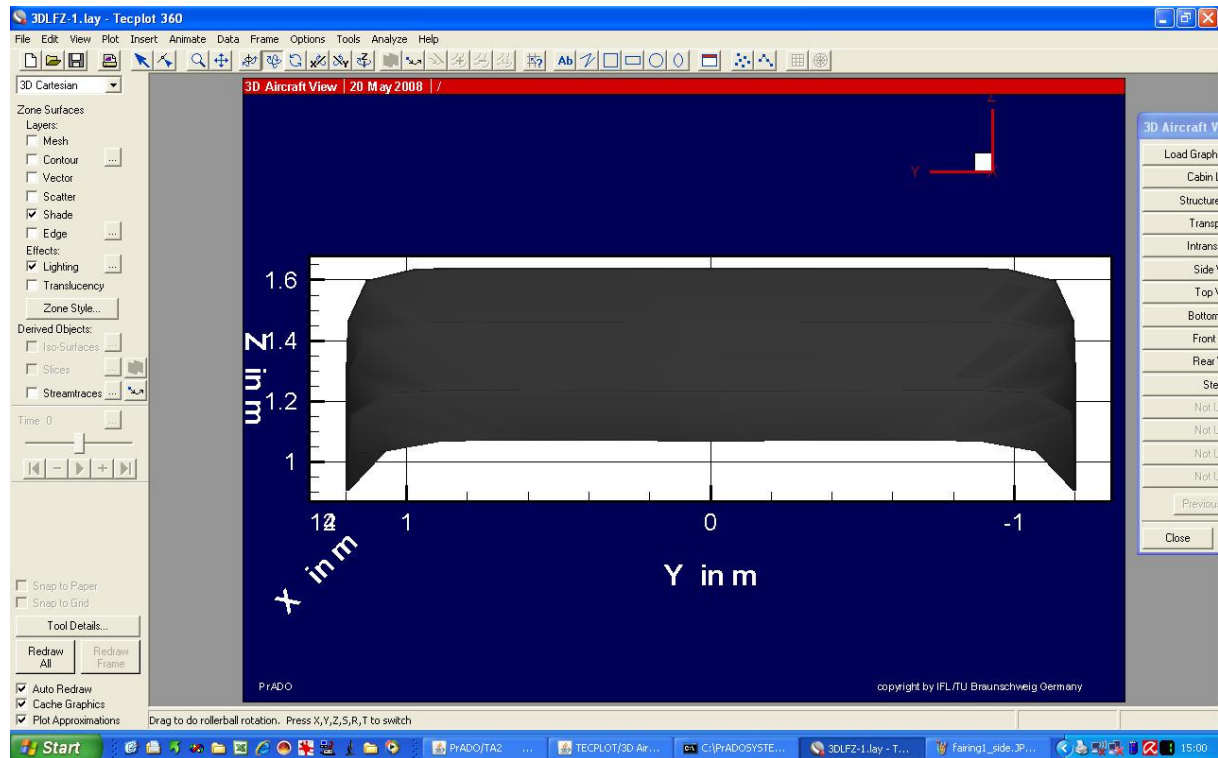 3DLFZ-1.lay - Tecplot 360
File Edit View Plot Insert Animate Data Frame Options Tools Analyze Help
Ab
3D Cartesian
Zone Surfaces
Layers:
Mesh
Contour ...
Vector
Scatter
Shade
Edge ...
Effects:
Lighting ...
Translucency
Zone Style...
Derived Objects:
Iso-Surfaces ...
Slices ...
Streamtraces ...
Time 0 ...
Snap to Paper
Snap to Grid
Tool Details...
Redraw All
Redraw Frame
Auto Redraw
Cache Graphics
Plot Approximations
3D Aircraft View | 20 May 2008 | /
Z
Y
X
1.6
1.4
1.2
1
Z in m
1 0 -1
X in m
Y in m
PrADO
copyright by IFL/TU Braunschweig Germany
3D Aircraft V
Load Graph
Cabin L
Structure
Transp
Intrans
Side V
Top V
Bottom
Front
Rear V
Ste
Not U
Not U
Not U
Not U
Previou
Close
Drag to do rollerball rotation. Press X,Y,Z,S,R,T to switch
Start
PrADO/TA2 ...
TECPLOT/3D Air...
C:\PrADOSYSTE...
3DLFZ-1.lay - T...
fairing1_side.JP...
15:00